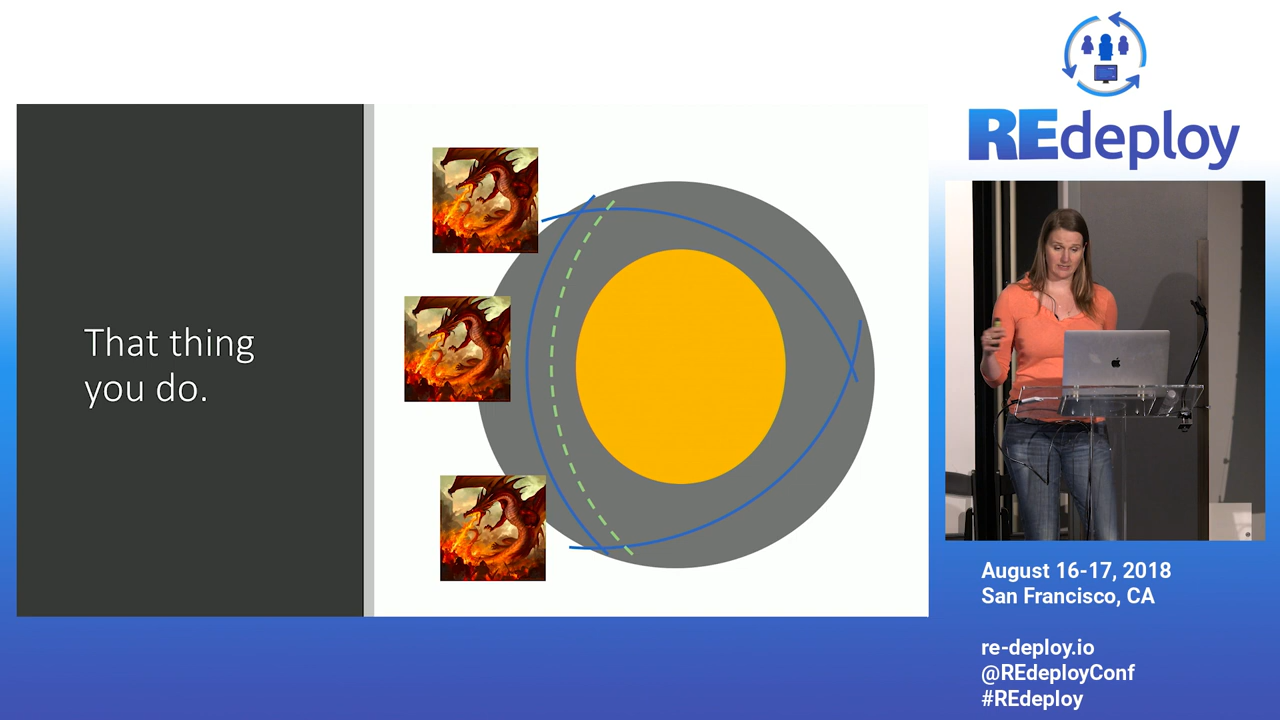 That thing
you do.
REdeploy
August 16-17, 2018
San Francisco, CA
re-deploy.io
@REdeployConf
#REdeploy